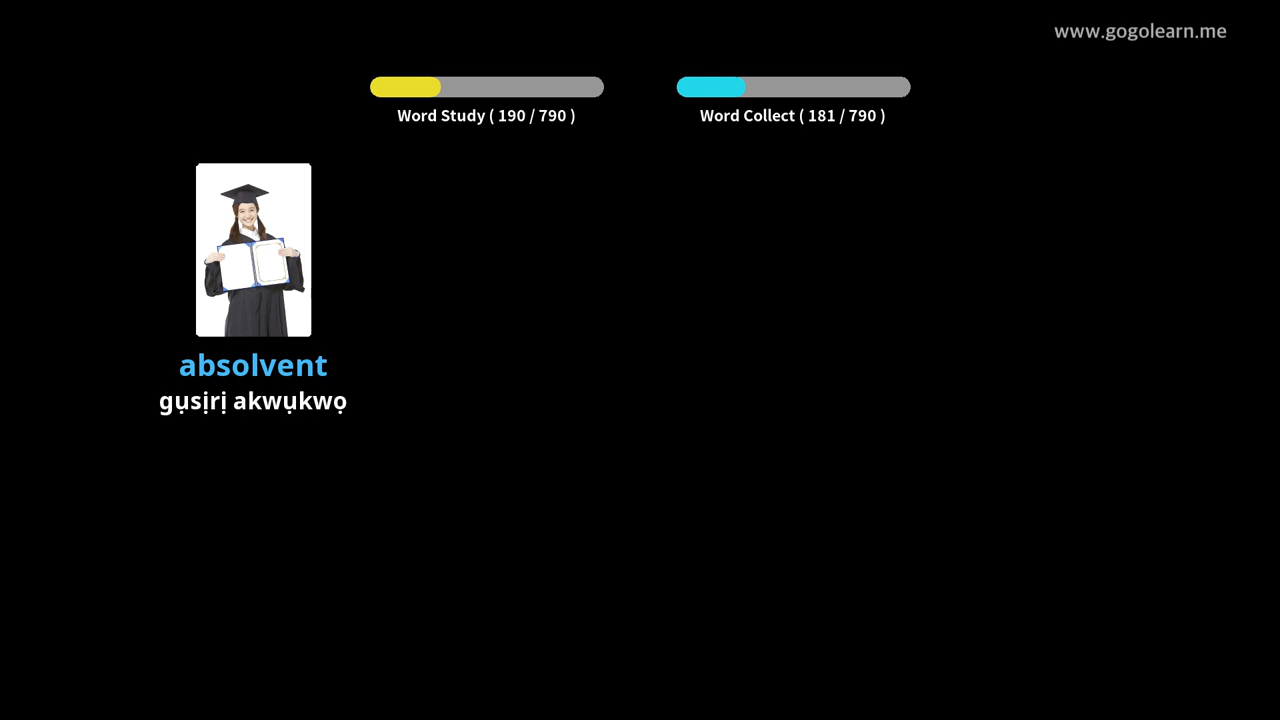 www.gogolearn.me
Word Study ( 190 / 790 )
Word Collect ( 181 / 790 )
absolvent
gụsịrị akwụkwọ